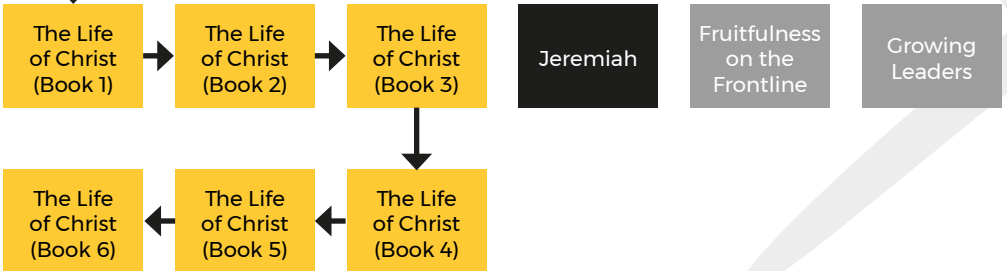 The Life
of Christ
(Book 1)
The Life
of Christ
(Book 2)
The Life
of Christ
(Book 3)
Jeremiah
Fruitfulness
on the
Frontline
Growing
Leaders
The Life
of Christ
(Book 6)
The Life
of Christ
(Book 5)
The Life
of Christ
(Book 4)